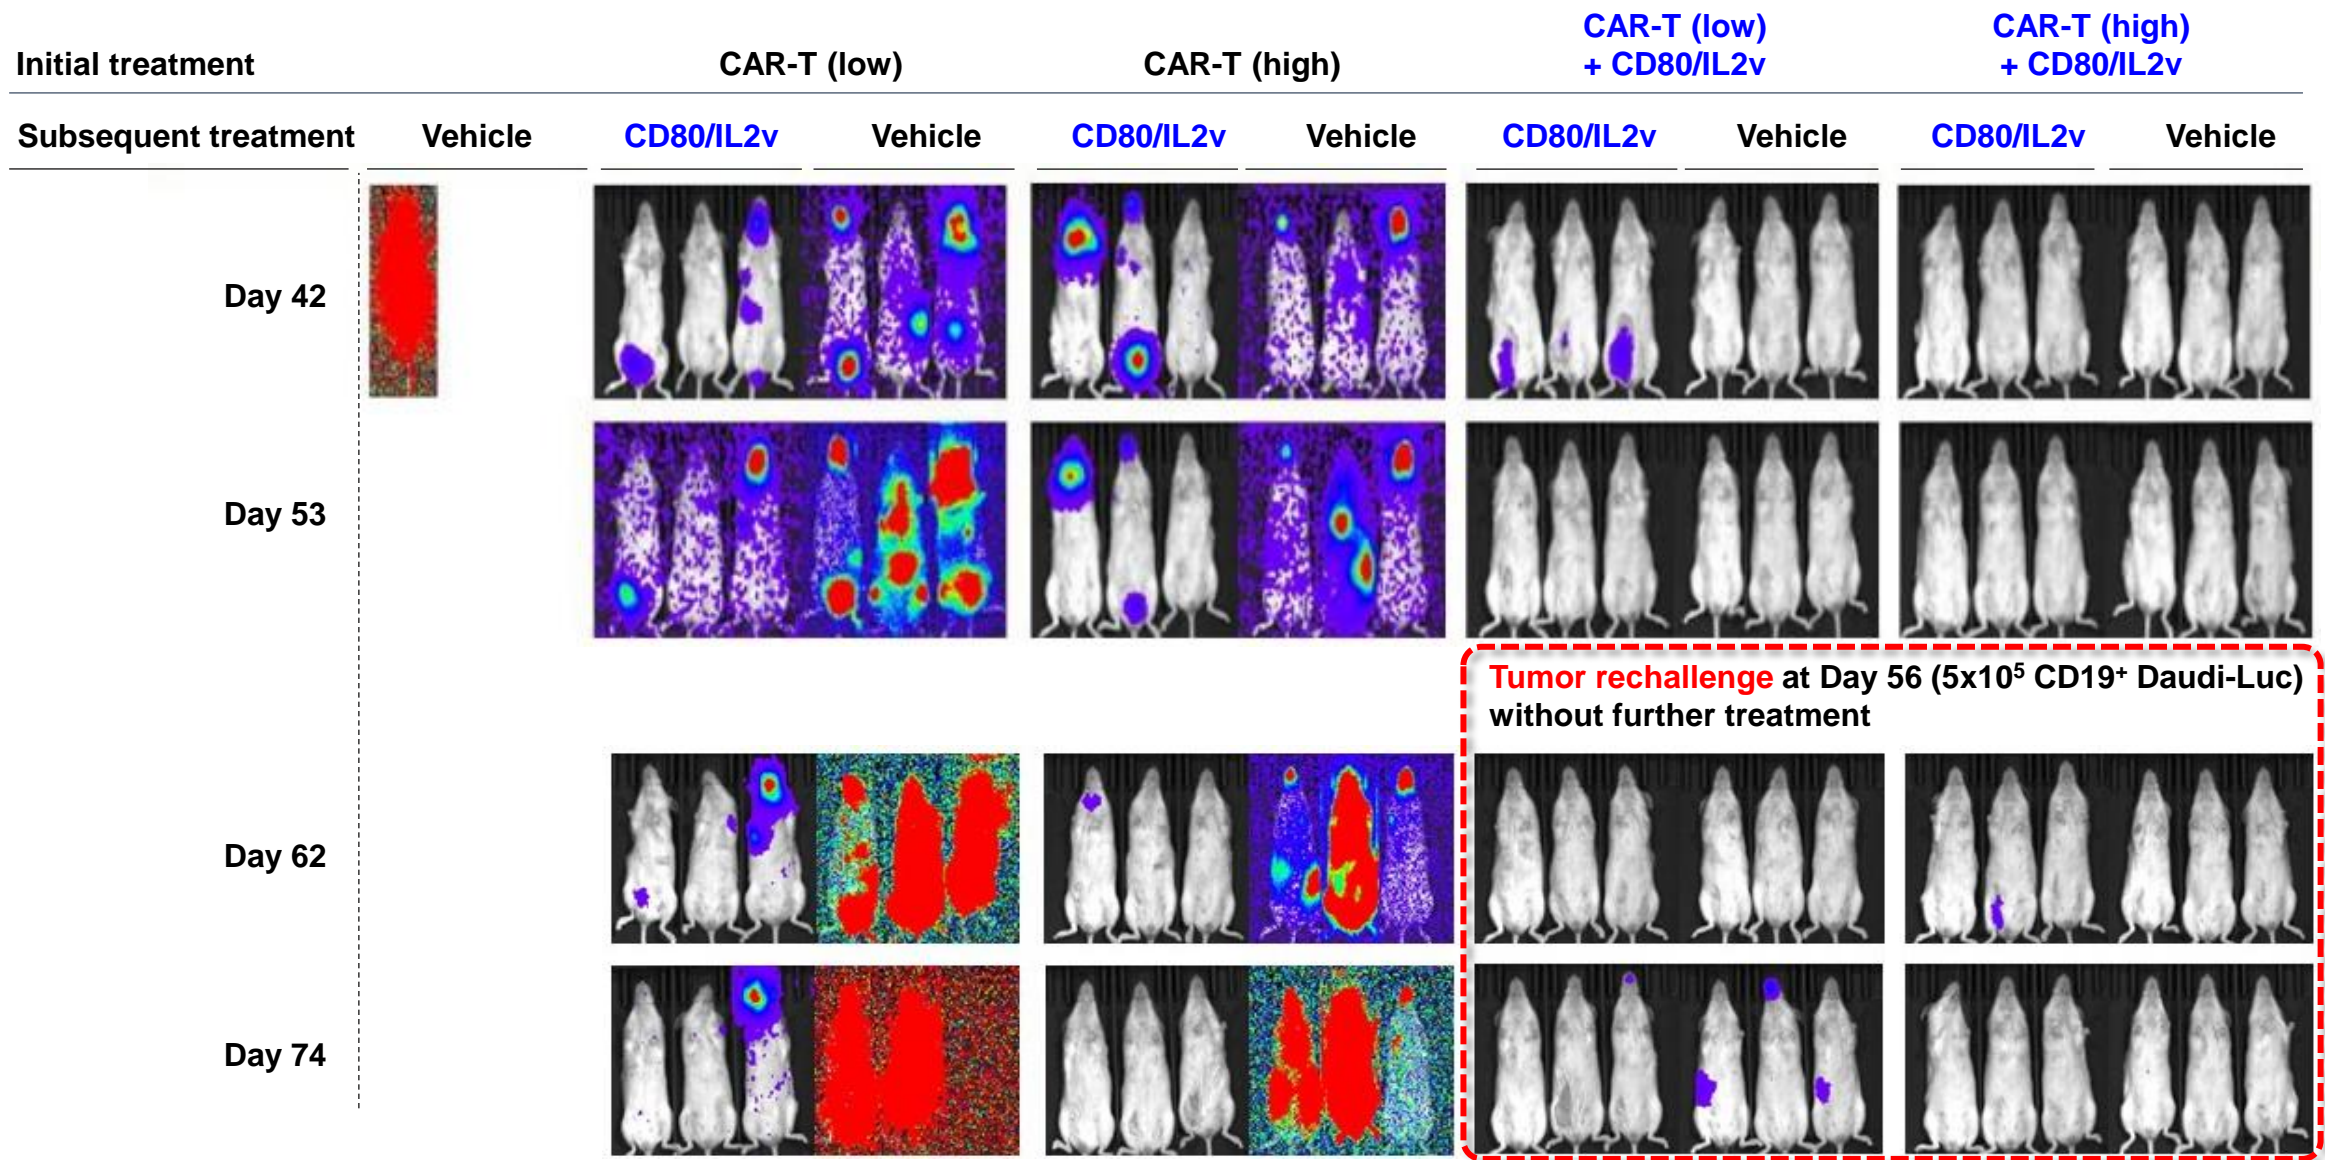 CAR-T (low) CAR-T (high)
Initial treatment CAR-T (low) CAR-T (high) + CD80/IL2v + CD80/IL2v
Subsequent treatment Vehicle CD80/IL2v Vehicle CD80/IL2v Vehicle CD80/IL2v Vehicle CD80/IL2v Vehicle
Day 42
Day 53
Tumor rechallenge at Day 56 (5x10⁵ CD19⁺ Daudi-Luc)
without further treatment
Day 62
Day 74